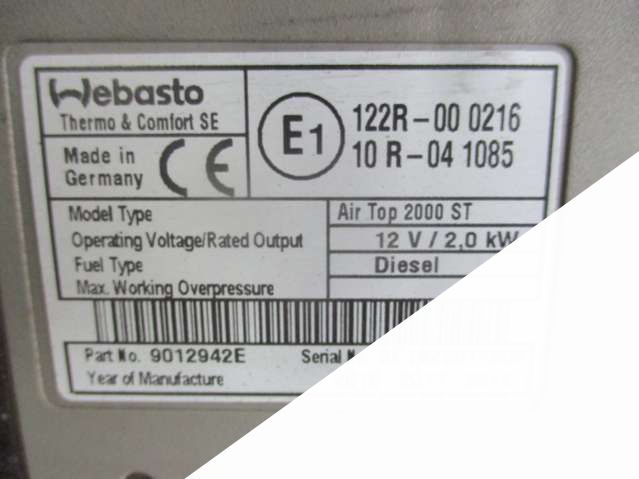 Webasto
Thermo & Comfort SE
Made in
Germany
CE
E1
122R-00 0216
10 R-04 1085
Model Type Air Top 2000 ST
Operating Voltage/Rated Output 12 V / 2,0 kW
Fuel Type Diesel
Max. Working Overpressure
Part No. 9012942E Serial
Year of Manufacture